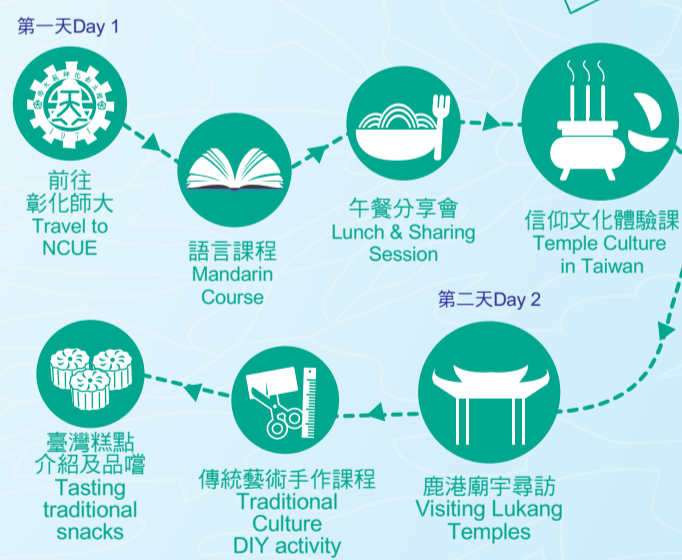 第一天Day 1
前往
彰化師大
Travel to
NCUE
語言課程
Mandarin
Course
午餐分享會
Lunch & Sharing
Session
信仰文化體驗課
Temple Culture
in Taiwan
第二天Day 2
鹿港廟宇尋訪
Visiting Lukang
Temples
傳統藝術手作課程
Traditional
Culture
DIY activity
臺灣糕點
介紹及品嚐
Tasting
traditional
snacks